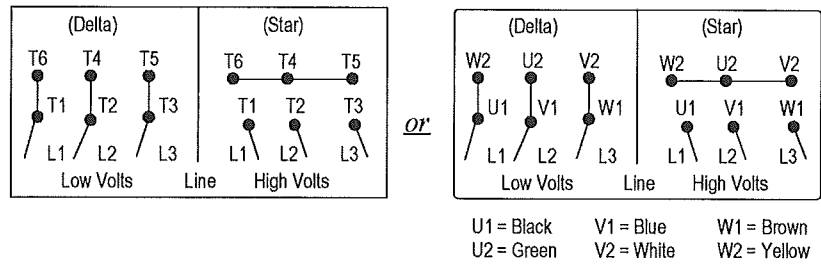 (Delta) (Star)
T6 T4 T5 T6 T4 T5
T1 T2 T3 T1 T2 T3
L1 L2 L3 L1 L2 L3
Low Volts Line High Volts
or
(Delta) (Star)
W2 U2 V2 W2 U2 V2
U1 V1 W1 U1 V1 W1
L1 L2 L3 L1 L2 L3
Low Volts Line High Volts
U1 = Black V1 = Blue W1 = Brown
U2 = Green V2 = White W2 = Yellow